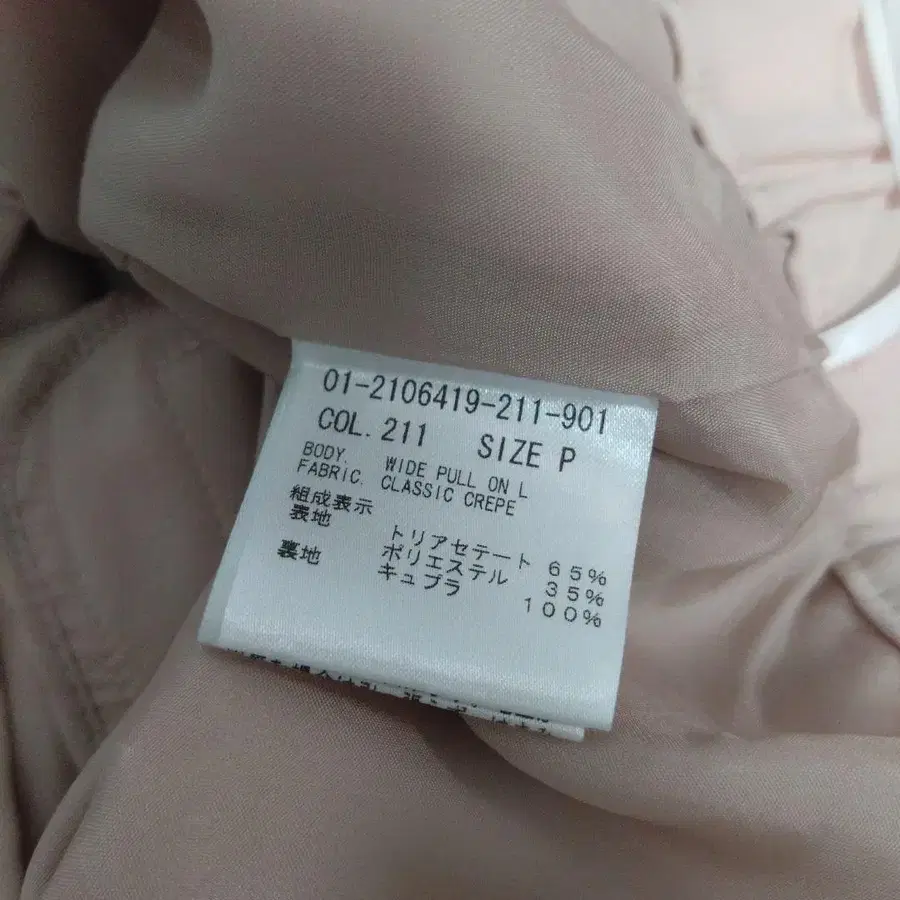 01-2106419-211-901
COL. 211 SIZE P
BODY. WIDE PULL ON L
FABRIC. CLASSIC CREPE
組成表示
表地 トリアセテート 65%
ポリエステル 35%
裏地 キュプラ 100%